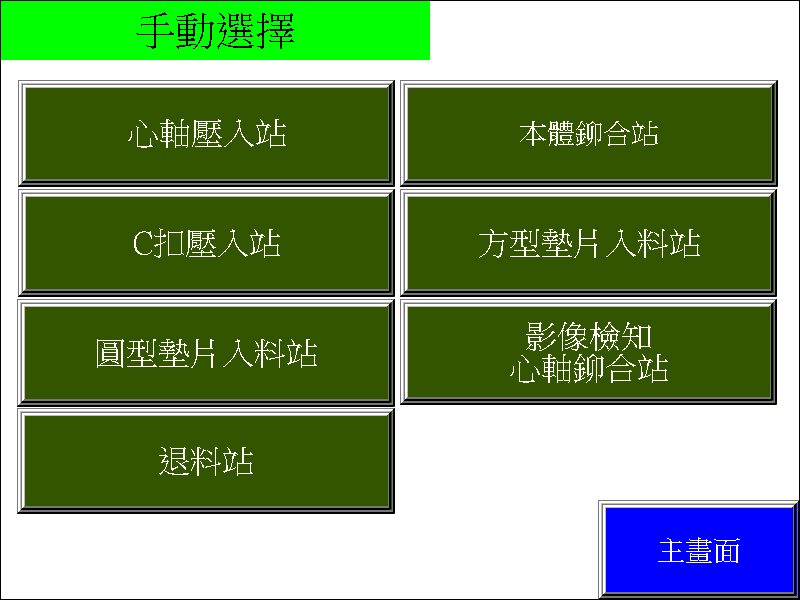 手動選擇
心軸壓入站
本體鉚合站
C扣壓入站
方型墊片入料站
圓型墊片入料站
影像檢知
心軸鉚合站
退料站
主畫面